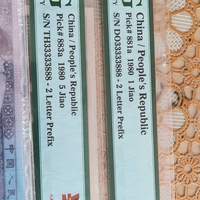 China / People's Republic
Pick# 883a 1980 5 Jiao
S/N TH33333888 - 2 Letter Prefix
China / People's Republic
Pick# 881a 1980 1 Jiao
S/N DO33333888 - 2 Letter Prefix